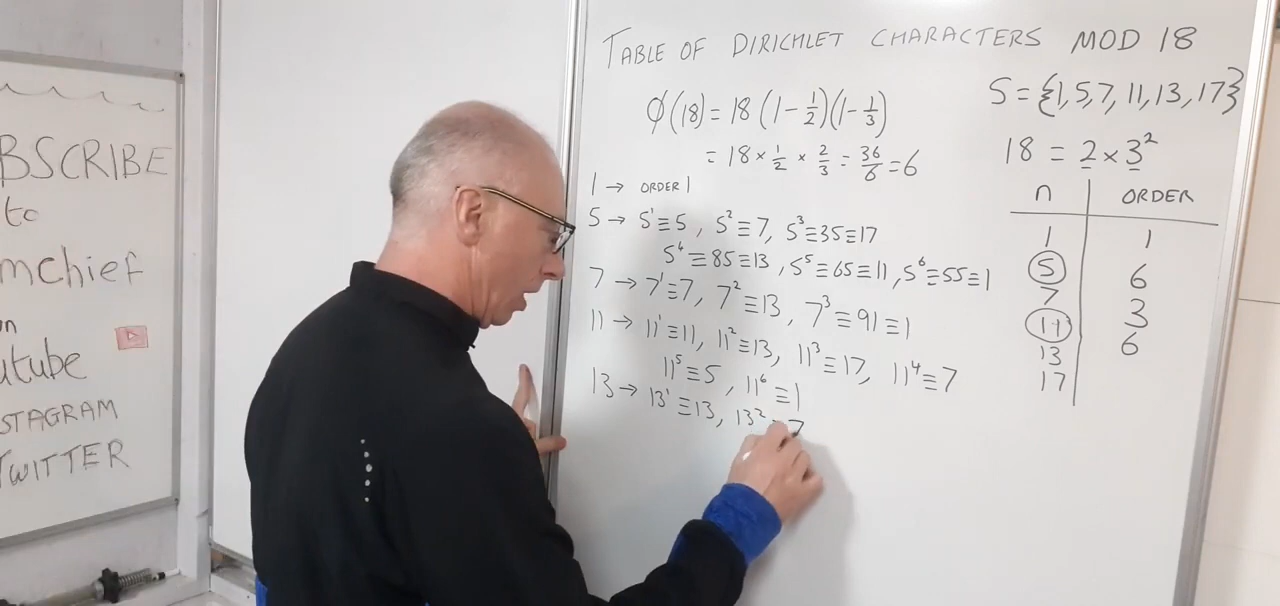 BSCRIBE
to
mchief
on
utube
STAGRAM
TWITTER
TABLE OF DIRICHLET CHARACTERS MOD 18
ϕ(18) = 18(1-1/2)(1-1/3)
= 18 × 1/2 × 2/3 = 36/6 = 6
1 → ORDER 1
5 → 5¹≡5, 5²≡7, 5³≡35≡17
5⁴≡85≡13, 5⁵≡65≡11, 5⁶≡55≡1
7 → 7¹≡7, 7²≡13, 7³≡91≡1
11 → 11¹≡11, 11²≡13, 11³≡17, 11⁴≡7
11⁵≡5, 11⁶≡1
13 → 13¹≡13, 13²≡7
S = {1,5,7,11,13,17}
18 = 2 × 3²
n ORDER
1 1
5 6
7 3
11 6
13
17